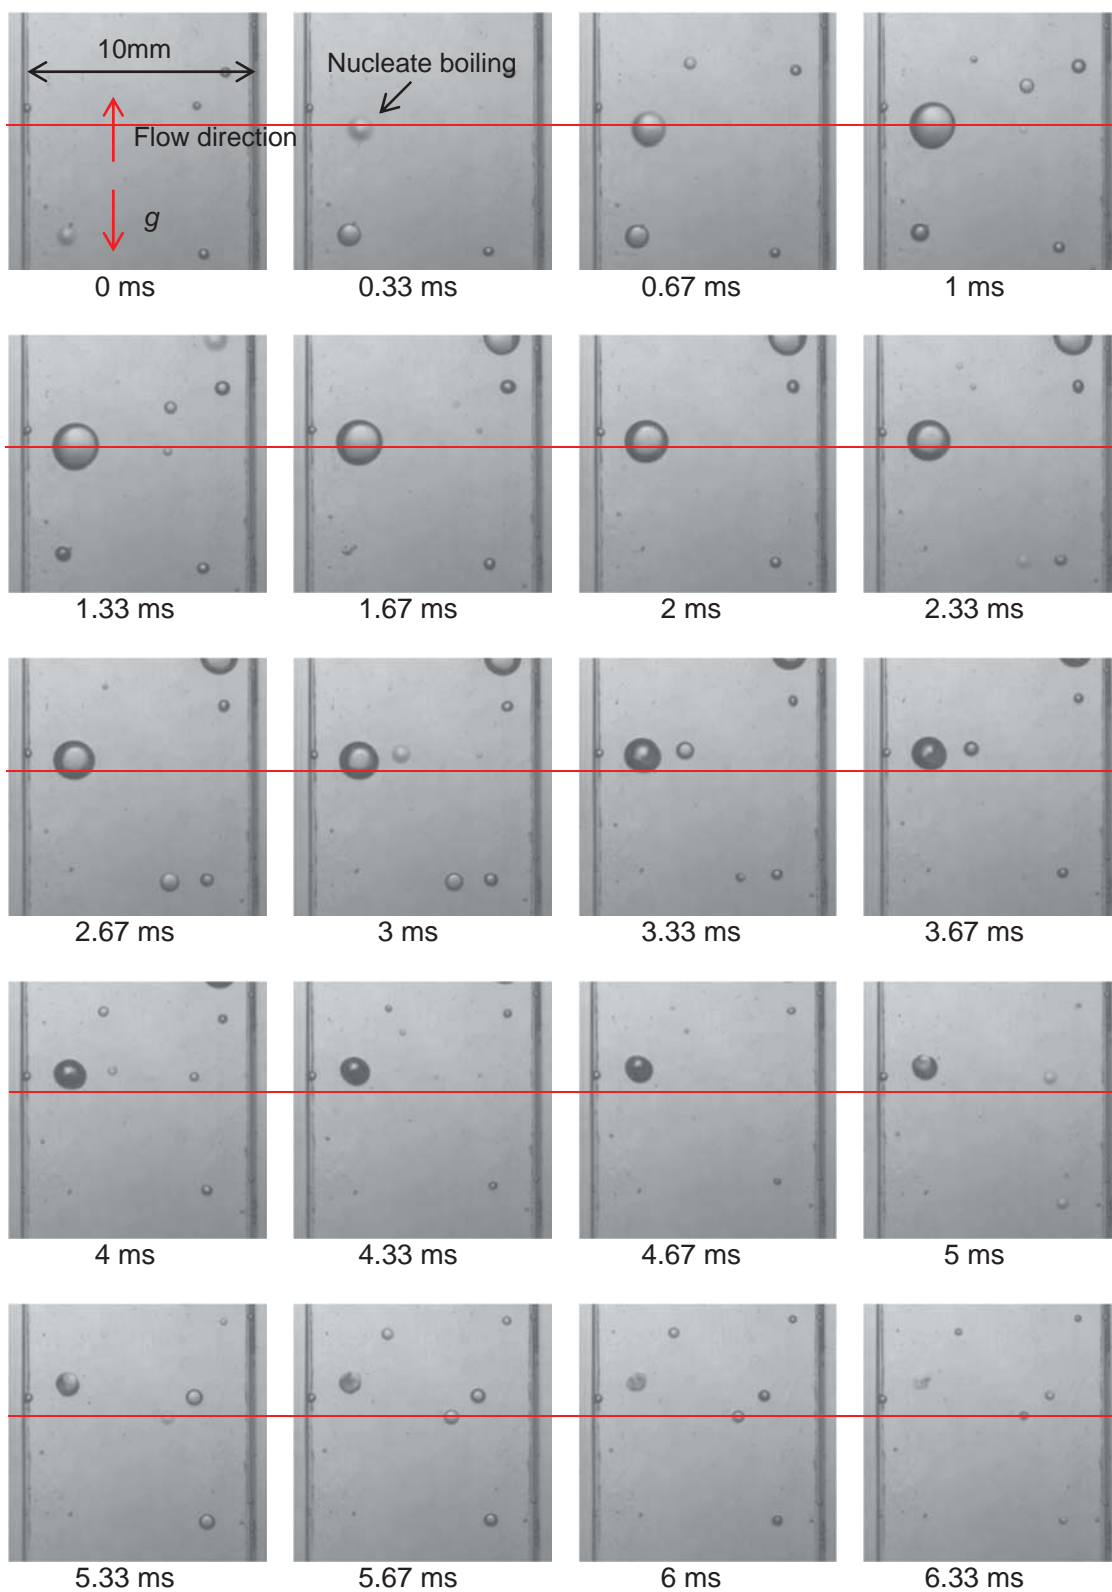 10mm
Nucleate boiling
Flow direction
g
0 ms
0.33 ms
0.67 ms
1 ms
1.33 ms
1.67 ms
2 ms
2.33 ms
2.67 ms
3 ms
3.33 ms
3.67 ms
4 ms
4.33 ms
4.67 ms
5 ms
5.33 ms
5.67 ms
6 ms
6.33 ms